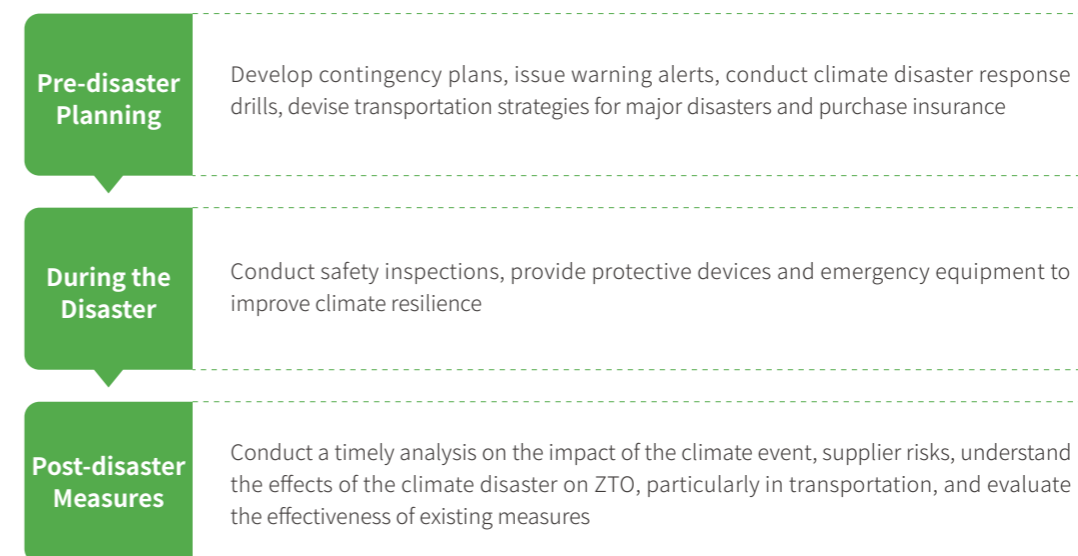 Pre-disaster
Planning
Develop contingency plans, issue warning alerts, conduct climate disaster response
drills, devise transportation strategies for major disasters and purchase insurance
During the
Disaster
Conduct safety inspections, provide protective devices and emergency equipment to
improve climate resilience
Post-disaster
Measures
Conduct a timely analysis on the impact of the climate event, supplier risks, understand
the effects of the climate disaster on ZTO, particularly in transportation, and evaluate
the effectiveness of existing measures